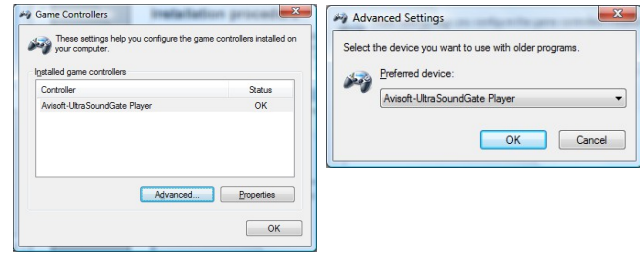 Game Controllers
These settings help you configure the game controllers installed on
your computer.
Installed game controllers
Controller Status
Avisoft-UltraSoundGate Player OK
Advanced... Properties
OK
Advanced Settings
Select the device you want to use with older programs.
Preferred device:
Avisoft-UltraSoundGate Player
OK Cancel